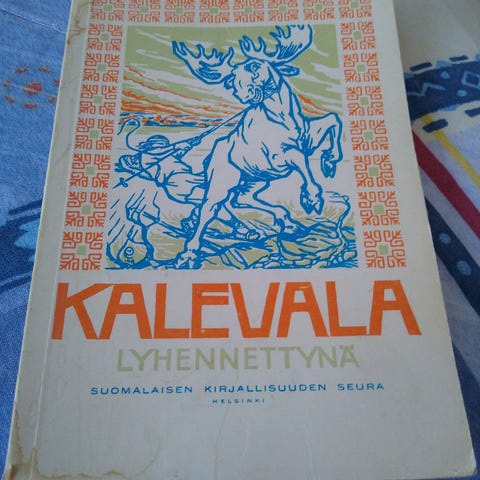 KALEVALA
LYHENNETTYNÄ
SUOMALAISEN KIRJALLISUUDEN SEURA
HELSINKI